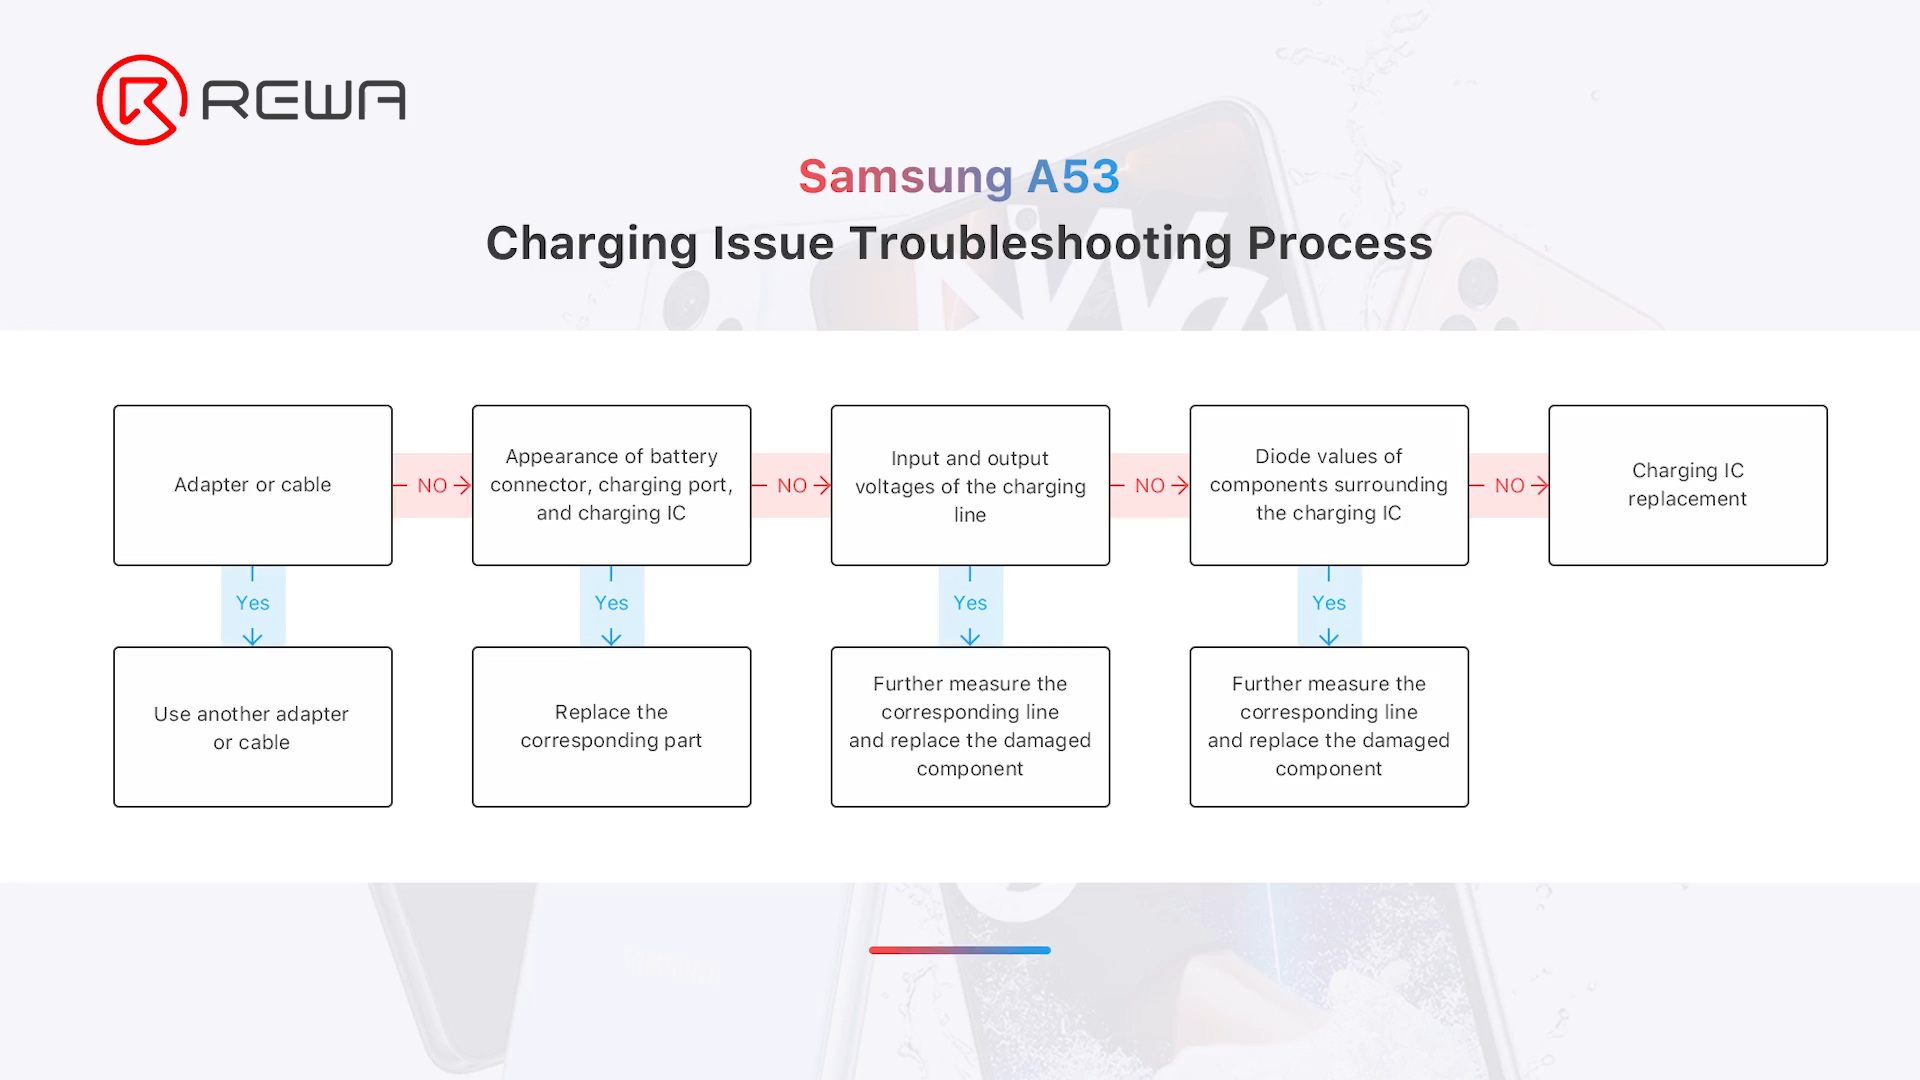 REWA
Samsung A53
Charging Issue Troubleshooting Process
Adapter or cable
NO
Appearance of battery
connector, charging port,
and charging IC
NO
Input and output
voltages of the charging
line
NO
Diode values of
components surrounding
the charging IC
NO
Charging IC
replacement
Yes
Yes
Yes
Yes
Use another adapter
or cable
Replace the
corresponding part
Further measure the
corresponding line
and replace the damaged
component
Further measure the
corresponding line
and replace the damaged
component